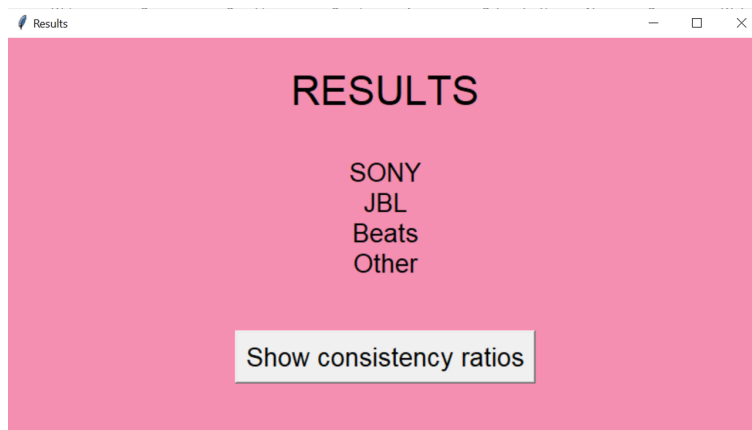 Results
RESULTS
SONY
JBL
Beats
Other
Show consistency ratios